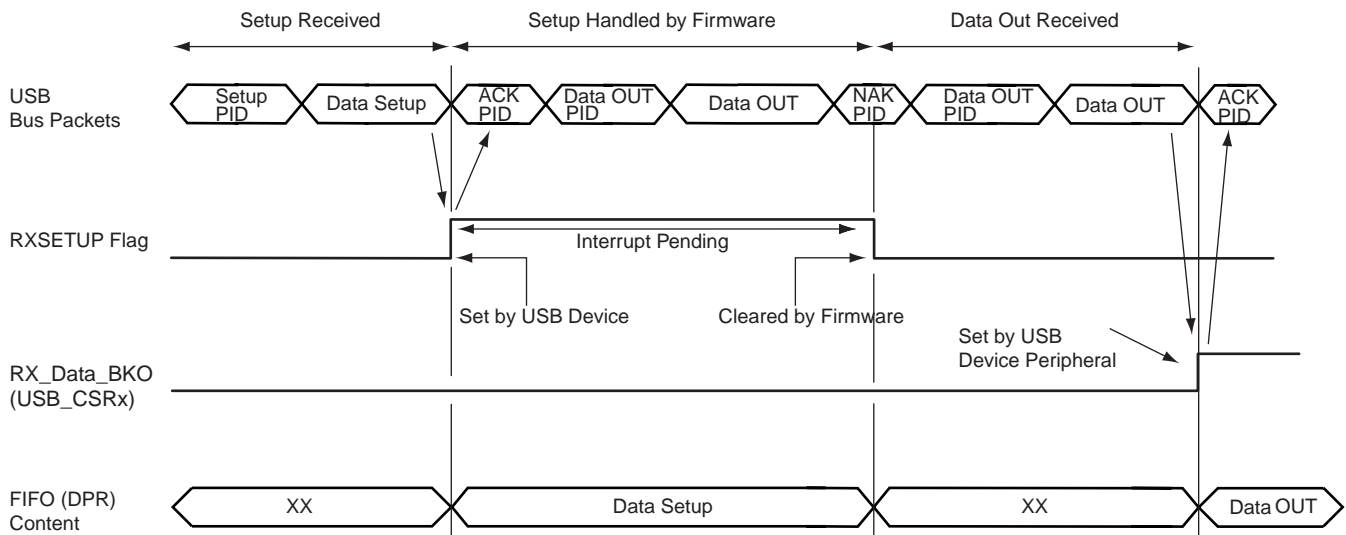 Setup Received
Setup Handled by Firmware
Data Out Received
USB
Bus Packets
Setup
PID
Data Setup
ACK
PID
Data OUT
PID
Data OUT
NAK
PID
Data OUT
PID
Data OUT
ACK
PID
RXSETUP Flag
Interrupt Pending
Set by USB Device
Cleared by Firmware
Set by USB
Device Peripheral
RX_Data_BKO
(USB_CSRx)
FIFO (DPR)
Content
XX
Data Setup
XX
Data OUT